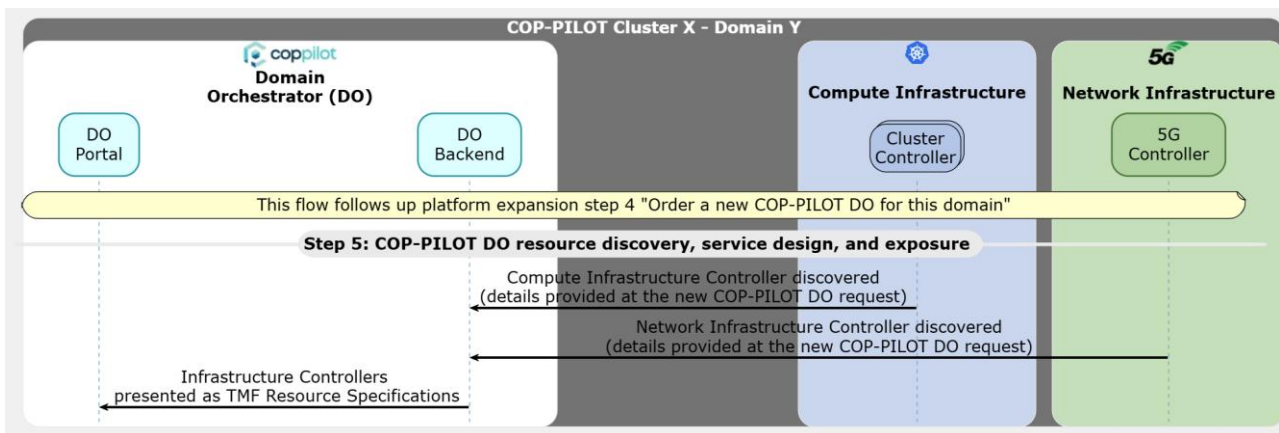 COP-PILOT Cluster X - Domain Y
coppilot
Domain
Orchestrator (DO)
Compute Infrastructure
5G
Network Infrastructure
DO
Portal
DO
Backend
Cluster
Controller
5G
Controller
This flow follows up platform expansion step 4 "Order a new COP-PILOT DO for this domain"
Step 5: COP-PILOT DO resource discovery, service design, and exposure
Compute Infrastructure Controller discovered
(details provided at the new COP-PILOT DO request)
Network Infrastructure Controller discovered
(details provided at the new COP-PILOT DO request)
Infrastructure Controllers
presented as TMF Resource Specifications